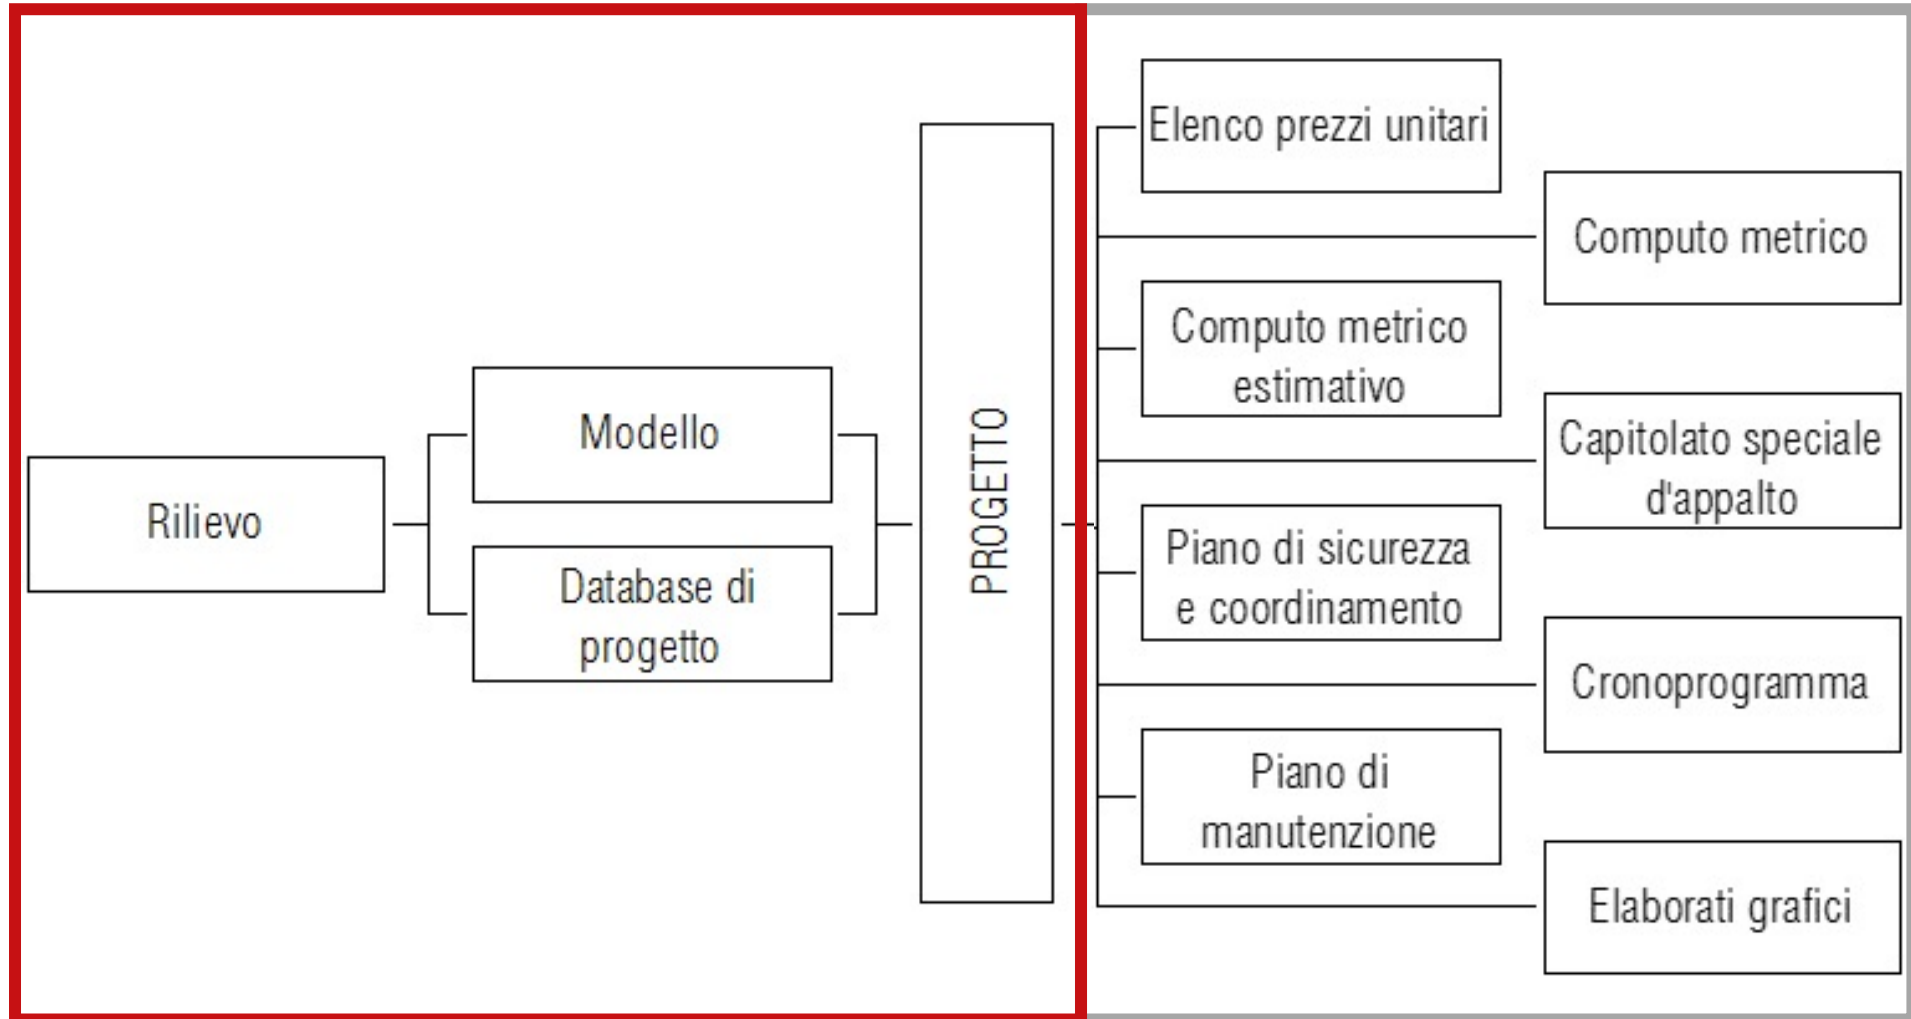 Rilievo
Modello
Database di
progetto
PROGETTO
Elenco prezzi unitari
Computo metrico
Computo metrico
estimativo
Capitolato speciale
d'appalto
Piano di sicurezza
e coordinamento
Cronoprogramma
Piano di
manutenzione
Elaborati grafici